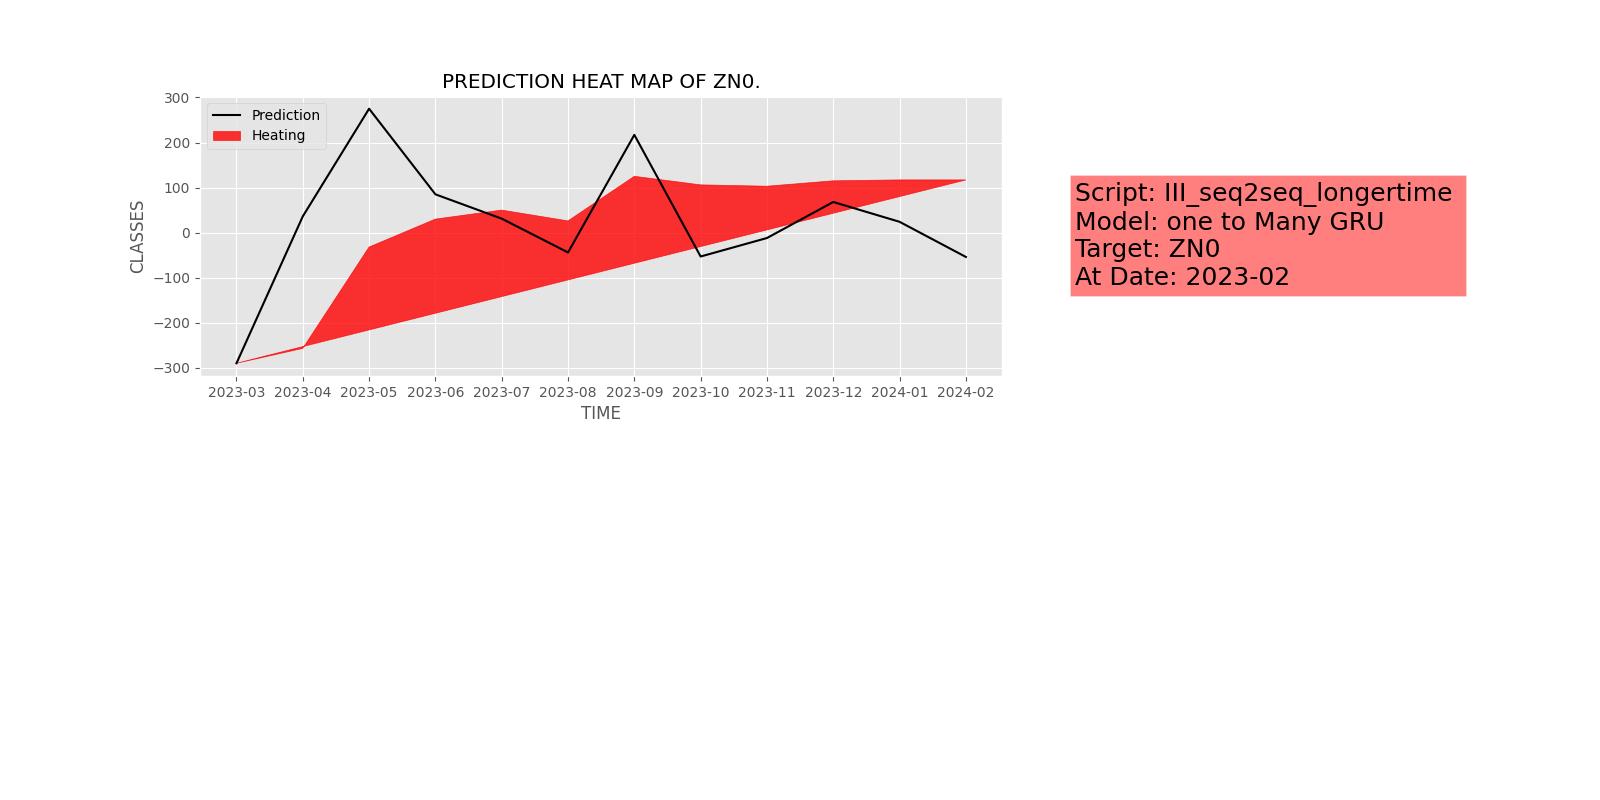 PREDICTION HEAT MAP OF ZN0.
Prediction
Heating
CLASSES
300
200
100
0
−100
−200
−300
2023-03 2023-04 2023-05 2023-06 2023-07 2023-08 2023-09 2023-10 2023-11 2023-12 2024-01 2024-02
TIME
Script: III_seq2seq_longertime
Model: one to Many GRU
Target: ZN0
At Date: 2023-02